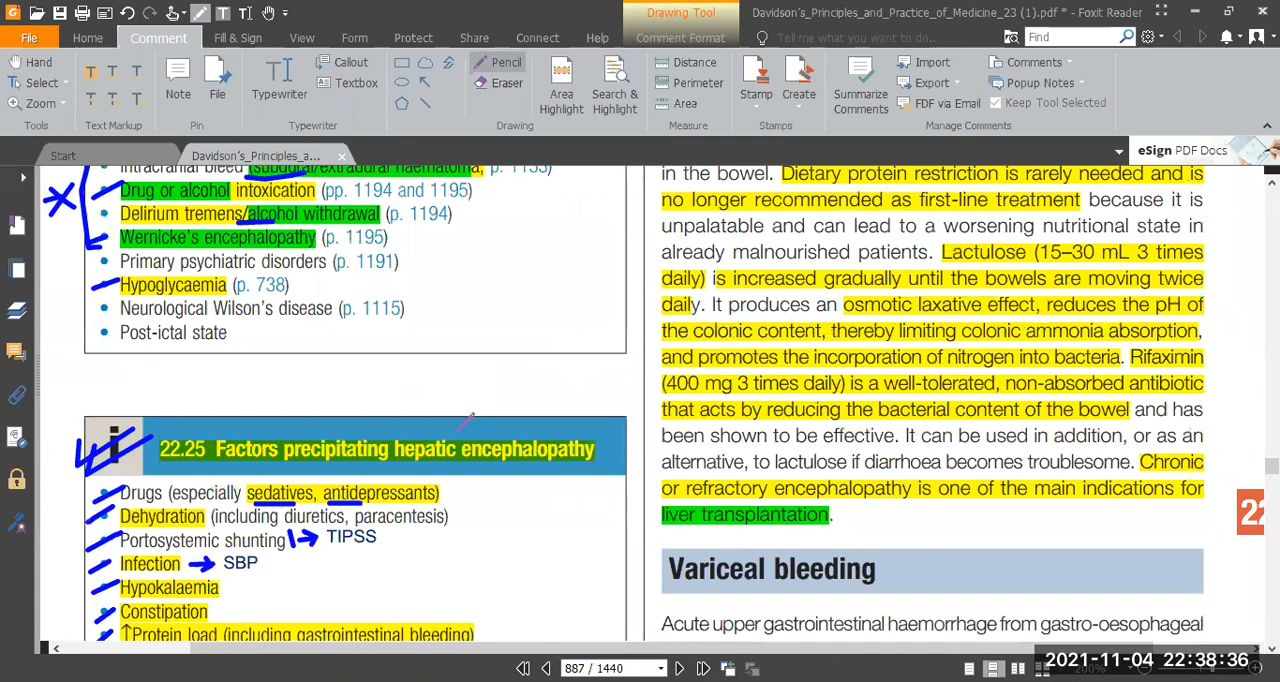 Drawing Tool
Davidson's_Principles_and_Practice_of_Medicine_23 (1).pdf * - Foxit Reader
File Home Comment Fill & Sign View Form Protect Share Connect Help Comment Format Tell me what you want to do.. Find
Hand
Select
Zoom
Tools
T T T
T T T
Text Markup
Note
File
Pin
Typewriter
Callout
Textbox
Typewriter
Pencil
Eraser
Area Highlight
Search & Highlight
Drawing
Distance
Perimeter
Area
Measure
Stamp
Create
Stamps
Summarize Comments
Import
Export
FDF via Email
Comments
Popup Notes
Keep Tool Selected
Manage Comments
Start
Davidson's_Principles_a...
eSign PDF Docs
Intracranial bleed (subdural/extradural haematoma, p. 1133)
Drug or alcohol intoxication (pp. 1194 and 1195)
Delirium tremens/alcohol withdrawal (p. 1194)
Wernicke's encephalopathy (p. 1195)
Primary psychiatric disorders (p. 1191)
Hypoglycaemia (p. 738)
Neurological Wilson's disease (p. 1115)
Post-ictal state
i 22.25 Factors precipitating hepatic encephalopathy
Drugs (especially sedatives, antidepressants)
Dehydration (including diuretics, paracentesis)
Portosystemic shunting TIPSS
Infection SBP
Hypokalaemia
Constipation
↑Protein load (including gastrointestinal bleeding)
in the bowel. Dietary protein restriction is rarely needed and is
no longer recommended as first-line treatment because it is
unpalatable and can lead to a worsening nutritional state in
already malnourished patients. Lactulose (15–30 mL 3 times
daily) is increased gradually until the bowels are moving twice
daily. It produces an osmotic laxative effect, reduces the pH of
the colonic content, thereby limiting colonic ammonia absorption,
and promotes the incorporation of nitrogen into bacteria. Rifaximin
(400 mg 3 times daily) is a well-tolerated, non-absorbed antibiotic
that acts by reducing the bacterial content of the bowel and has
been shown to be effective. It can be used in addition, or as an
alternative, to lactulose if diarrhoea becomes troublesome. Chronic
or refractory encephalopathy is one of the main indications for
liver transplantation.
22
Variceal bleeding
Acute upper gastrointestinal haemorrhage from gastro-oesophageal
887 / 1440
2021-11-04 22:38:36